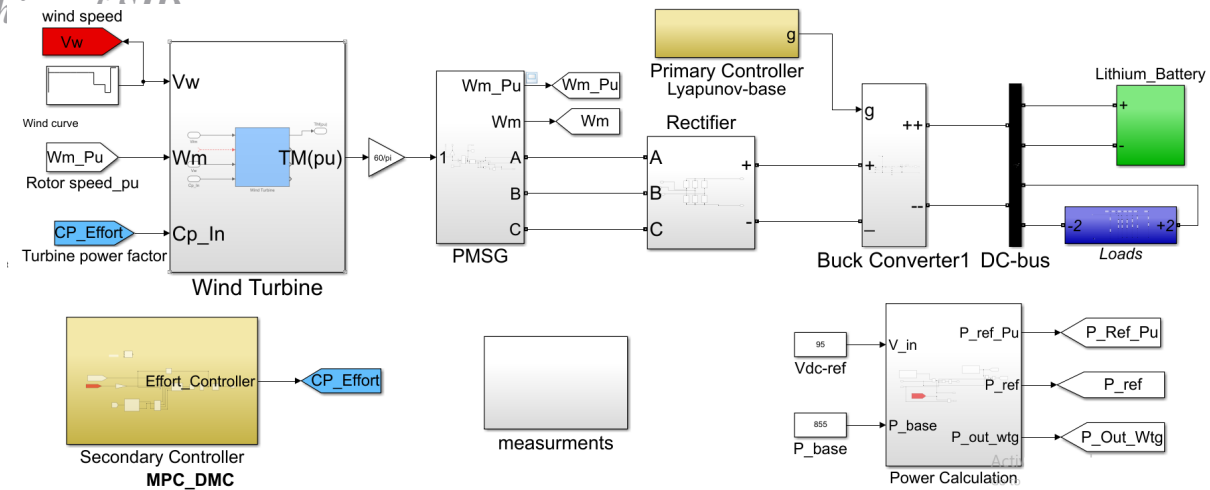 wind speed
Vw
Wind curve
Wm_Pu
Rotor speed_pu
CP_Effort
Turbine power factor
Vw
Wm
Cp_In
TM(pu)
Wind Turbine
Wind Turbine
60/pi
1
Wm_Pu
Wm
A
B
C
PMSG
Wm_Pu
Wm
Rectifier
A
B
C
+
-
g
Primary Controller
Lyapunov-base
g
+
–
++
--
Buck Converter1
DC-bus
Lithium_Battery
+
-
-2
+2
Loads
Effort_Controller
CP_Effort
Secondary Controller
MPC_DMC
measurments
95
Vdc-ref
855
P_base
V_in
P_base
P_ref_Pu
P_ref
P_out_wtg
Power Calculation
P_Ref_Pu
P_ref
P_Out_Wtg